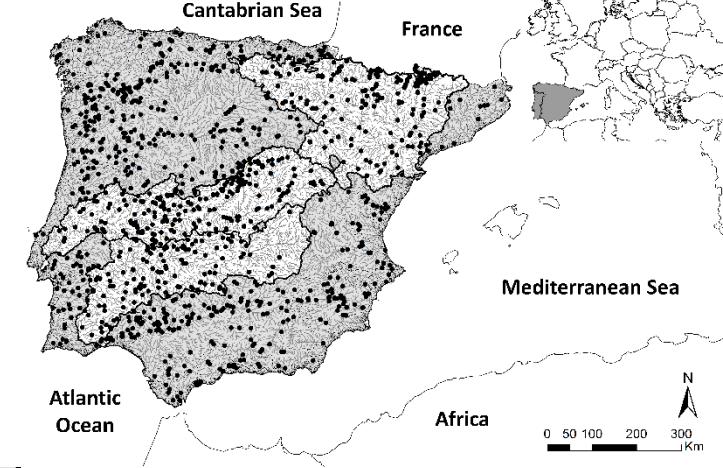 Cantabrian Sea
France
Mediterranean Sea
Atlantic
Ocean
Africa
N
0 50 100 200 300
Km